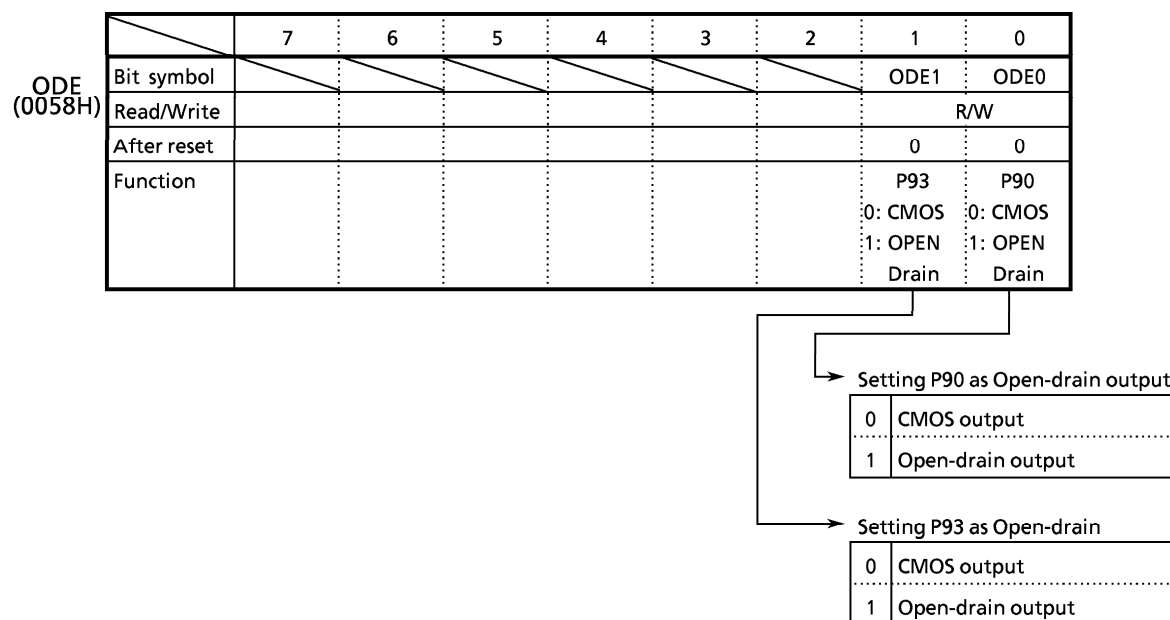 7 6 5 4 3 2 1 0
ODE
(0058H)
Bit symbol ODE1 ODE0
Read/Write R/W
After reset 0 0
Function P93 P90
0: CMOS 0: CMOS
1: OPEN 1: OPEN
Drain Drain
Setting P90 as Open-drain output
0 CMOS output
1 Open-drain output
Setting P93 as Open-drain
0 CMOS output
1 Open-drain output